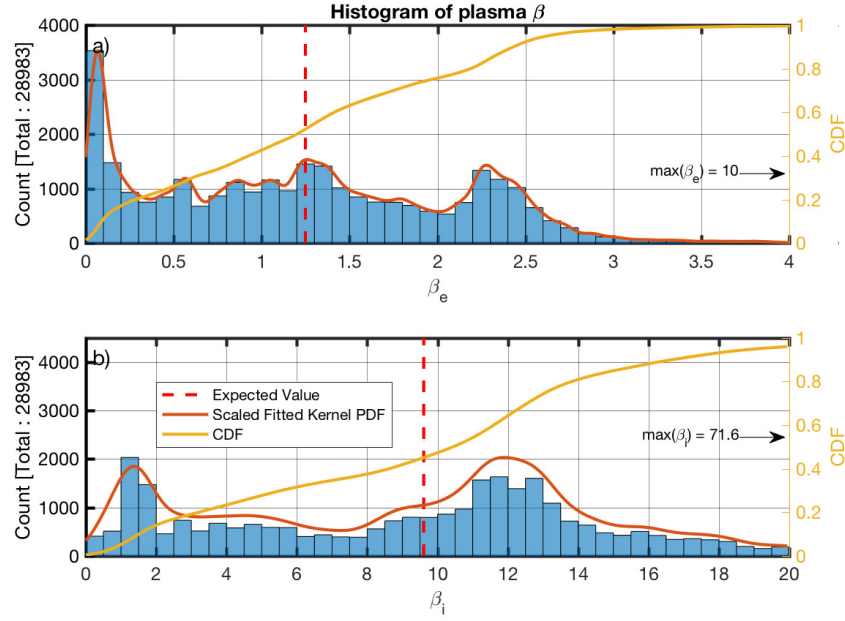 Histogram of plasma β
a)
Count [Total : 28983]
4000
3000
2000
1000
0
1
0.8
0.6
0.4
0.2
0
CDF
max(β_e) = 10
0 0.5 1 1.5 2 2.5 3 3.5 4
β_e
b)
Count [Total : 28983]
4000
3000
2000
1000
0
1
0.8
0.6
0.4
0.2
0
CDF
Expected Value
Scaled Fitted Kernel PDF
CDF
max(β_i) = 71.6
0 2 4 6 8 10 12 14 16 18 20
β_i